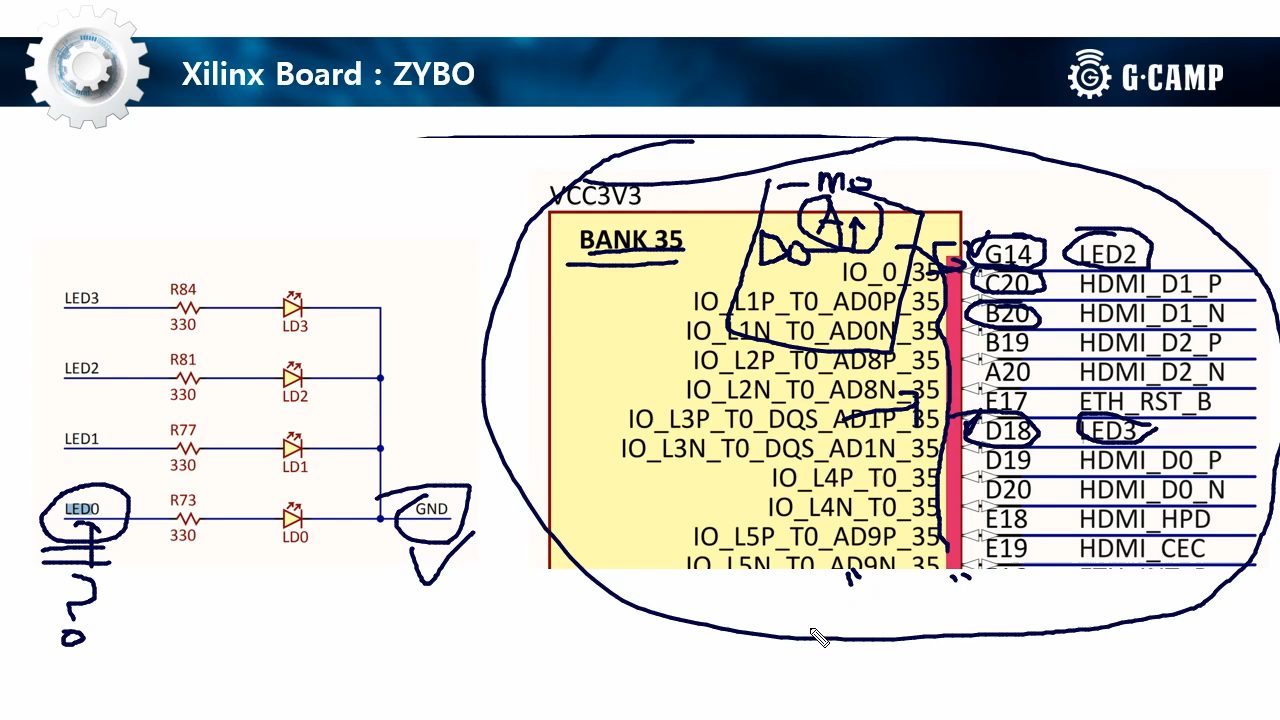 Xilinx Board : ZYBO
G·CAMP
LED3
R84
330
LD3
LED2
R81
330
LD2
LED1
R77
330
LD1
LED0
R73
330
LD0
GND
VCC3V3
BANK 35
A
IO_0_35 G14 LED2
IO_L1P_T0_AD0P_35 C20 HDMI_D1_P
IO_L1N_T0_AD0N_35 B20 HDMI_D1_N
IO_L2P_T0_AD8P_35 B19 HDMI_D2_P
IO_L2N_T0_AD8N_35 A20 HDMI_D2_N
IO_L3P_T0_DQS_AD1P_35 E17 ETH_RST_B
IO_L3N_T0_DQS_AD1N_35 D18 LED3
IO_L4P_T0_35 D19 HDMI_D0_P
IO_L4N_T0_35 D20 HDMI_D0_N
IO_L5P_T0_AD9P_35 E18 HDMI_HPD
IO_L5N_T0_AD9N_35 E19 HDMI_CEC